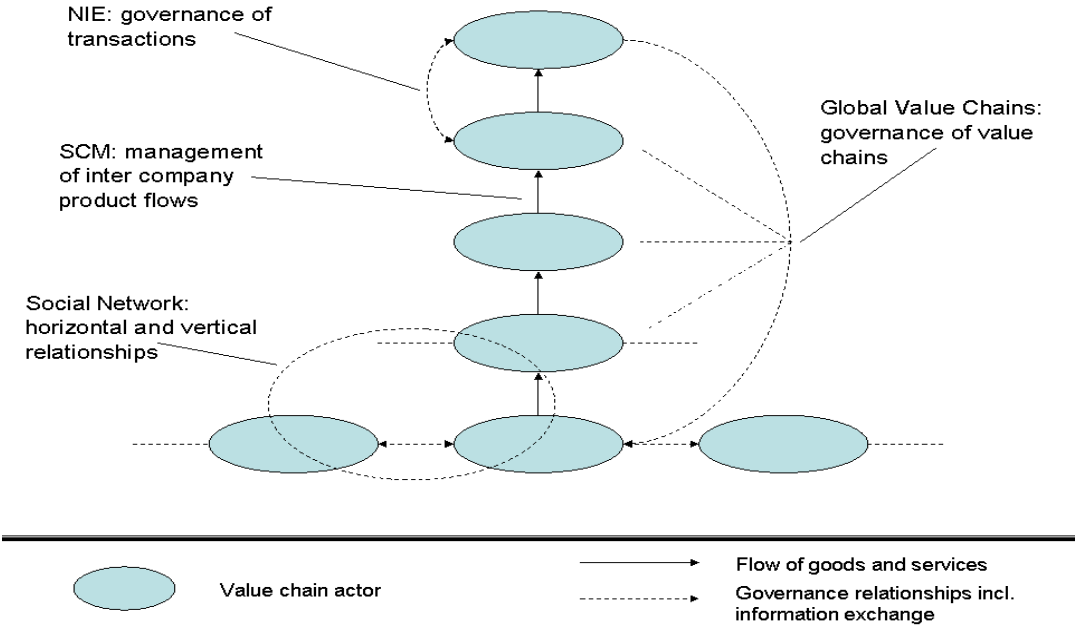 NIE: governance of
transactions
Global Value Chains:
governance of value
chains
SCM: management
of inter company
product flows
Social Network:
horizontal and vertical
relationships
Value chain actor
Flow of goods and services
Governance relationships incl.
information exchange